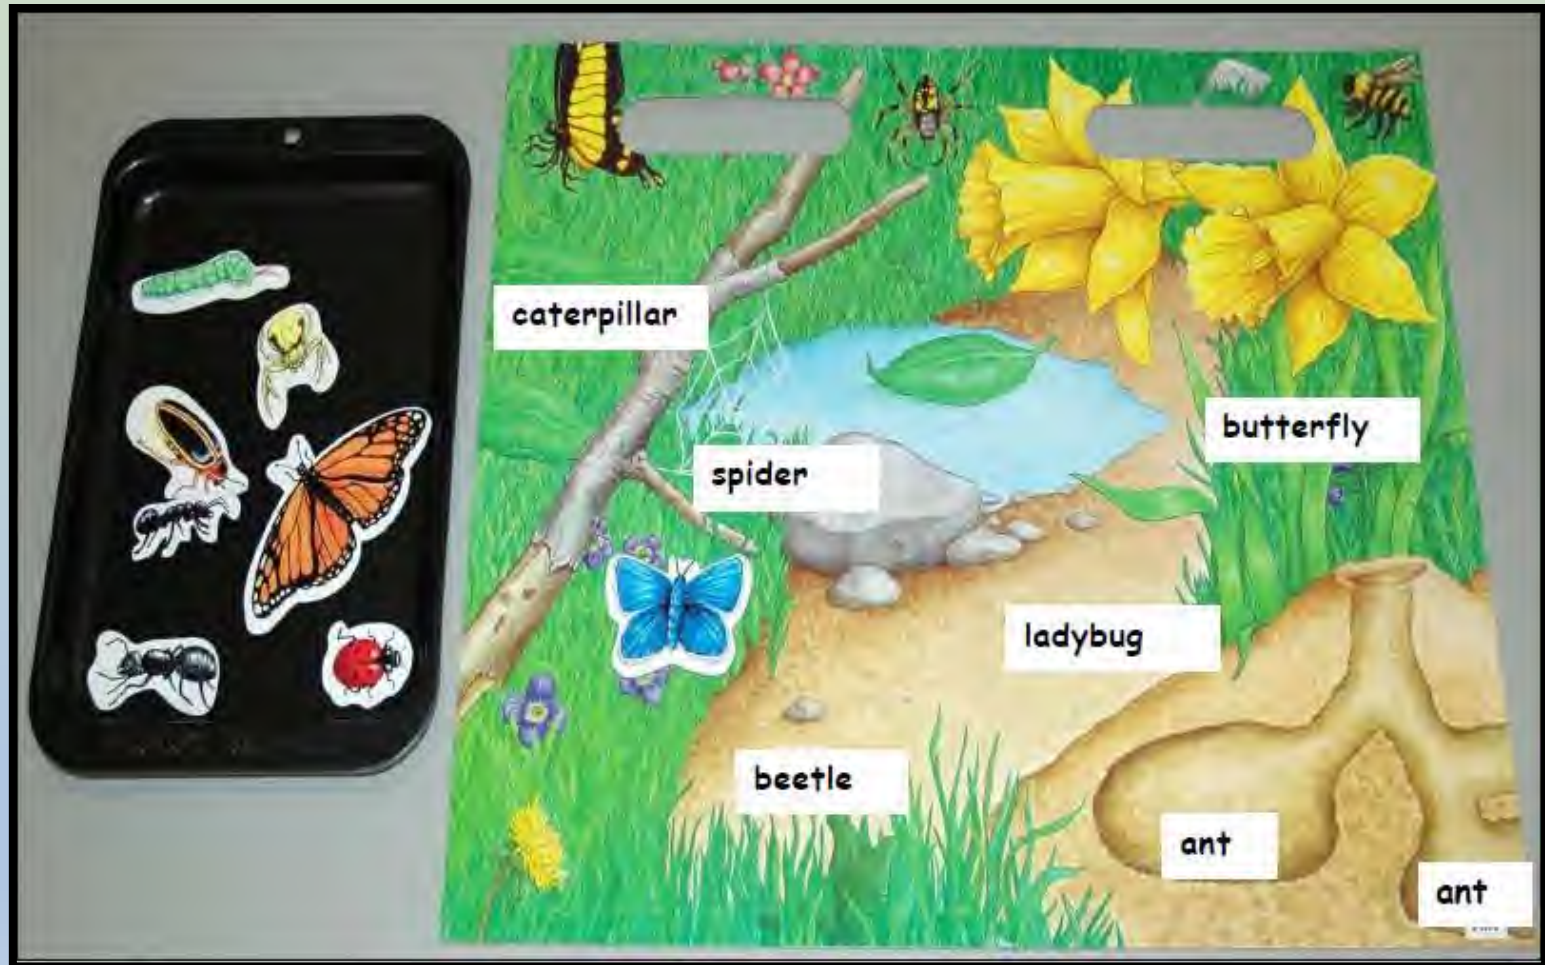 caterpillar
butterfly
spider
ladybug
beetle
ant
ant